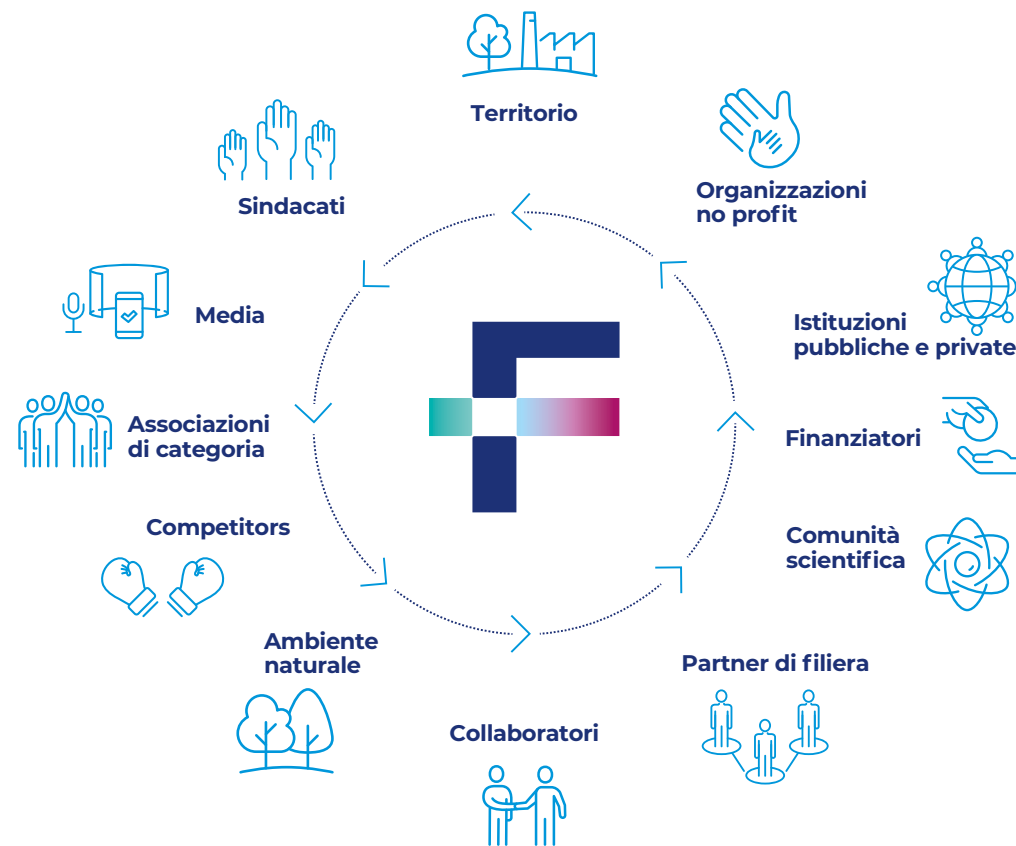 Territorio
Organizzazioni
no profit
Sindacati
Media
Istituzioni
pubbliche e private
Associazioni
di categoria
Finanziatori
Competitors
Comunità
scientifica
Ambiente
naturale
Partner di filiera
Collaboratori
F